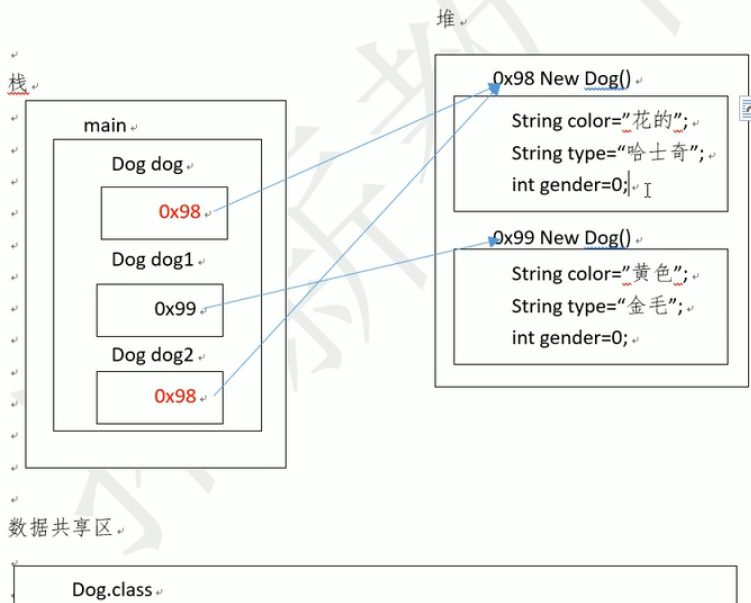 堆
栈
main
Dog dog
0x98
Dog dog1
0x99
Dog dog2
0x98
0x98 New Dog()
String color=”花的”;
String type=“哈士奇”;
int gender=0;
0x99 New Dog()
String color=”黄色”;
String type=“金毛”;
int gender=0;
数据共享区
Dog.class